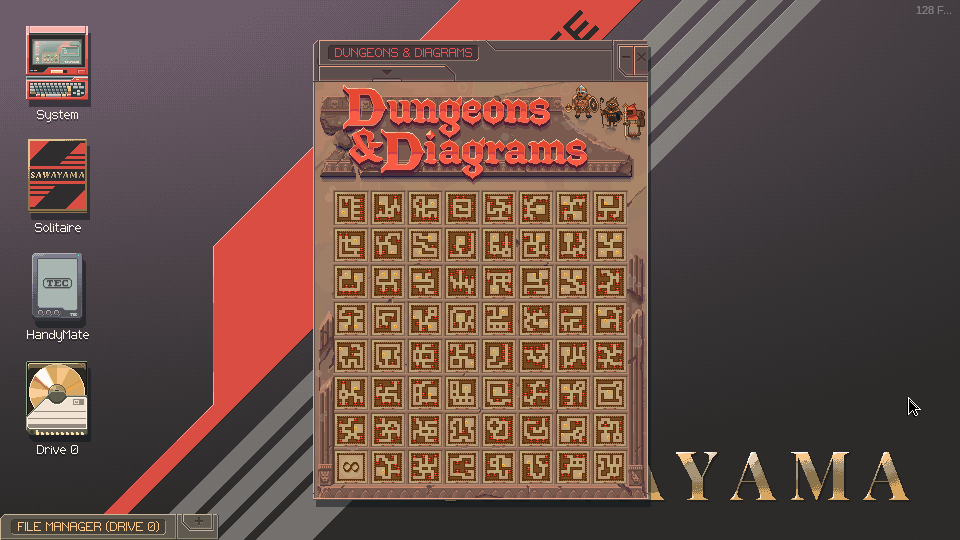 128 F...
DUNGEONS & DIAGRAMS
Dungeons
& Diagrams
System
SAWAYAMA
Solitaire
TEC
HandyMate
Drive 0
∞
AYAMA
FILE MANAGER (DRIVE 0)
+